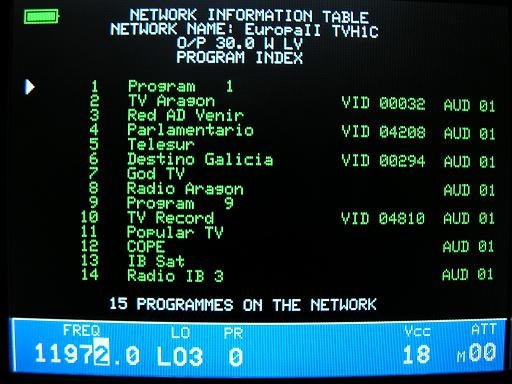 NETWORK INFORMATION TABLE
NETWORK NAME: EuropaII TVH1C
O/P 30.0 W LV
PROGRAM INDEX
1 Program 1
2 TV Aragon VID 00032 AUD 01
3 Red AD Venir
4 Parlamentario VID 04208 AUD 01
5 Telesur
6 Destino Galicia VID 00294 AUD 01
7 God TV
8 Radio Aragon AUD 01
9 Program 9
10 TV Record VID 04810 AUD 01
11 Popular TV
12 COPE AUD 01
13 IB Sat
14 Radio IB 3 AUD 01
15 PROGRAMMES ON THE NETWORK
FREQ LO PR Vcc ATT
11972.0 LO3 0 18 M00